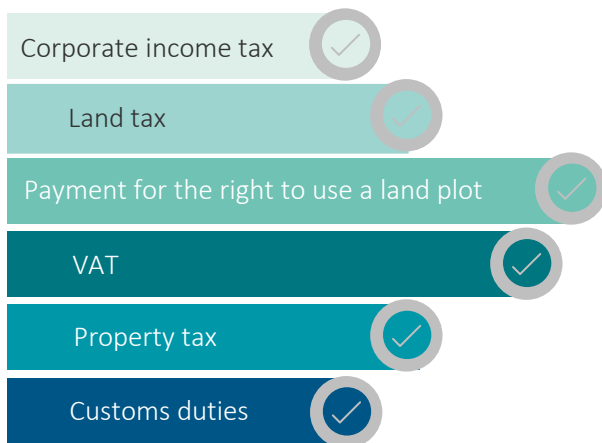 Corporate income tax
Land tax
Payment for the right to use a land plot
VAT
Property tax
Customs duties